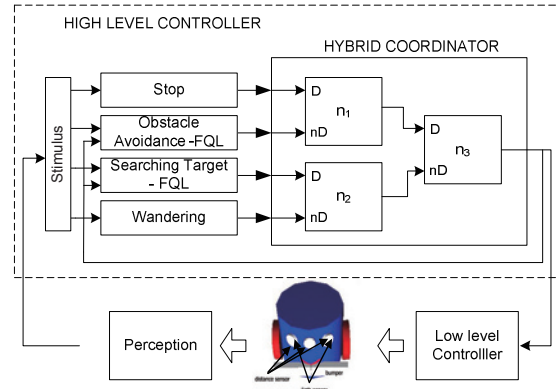 HIGH LEVEL CONTROLLER
HYBRID COORDINATOR
Stimulus
Stop
Obstacle
Avoidance -FQL
Searching Target
- FQL
Wandering
D
nD
n1
D
nD
n2
D
nD
n3
Perception
distance sensor
bumper
Low level
Controlller